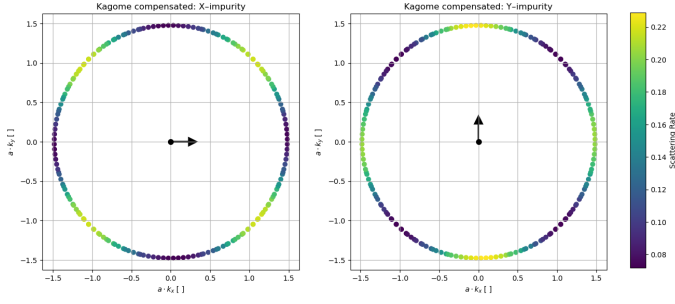 Kagome compensated: X–impurity
1.5
1.0
0.5
0.0
−0.5
−1.0
−1.5
a · k_y [ ]
−1.5 −1.0 −0.5 0.0 0.5 1.0 1.5
a · k_x [ ]
Kagome compensated: Y–impurity
1.5
1.0
0.5
0.0
−0.5
−1.0
−1.5
a · k_y [ ]
−1.5 −1.0 −0.5 0.0 0.5 1.0 1.5
a · k_x [ ]
0.22
0.20
0.18
0.16
0.14
0.12
0.10
0.08
Scattering Rate